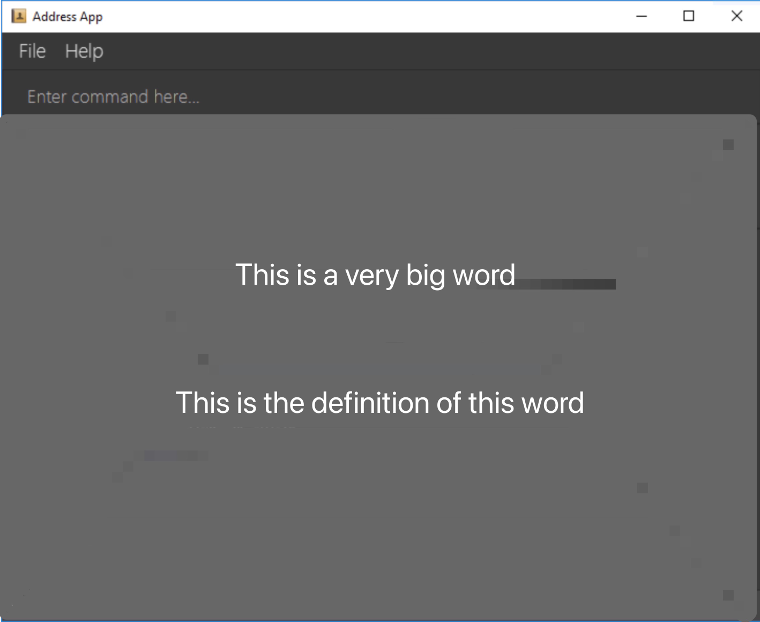 Address App
File Help
Enter command here...
This is a very big word
This is the definition of this word